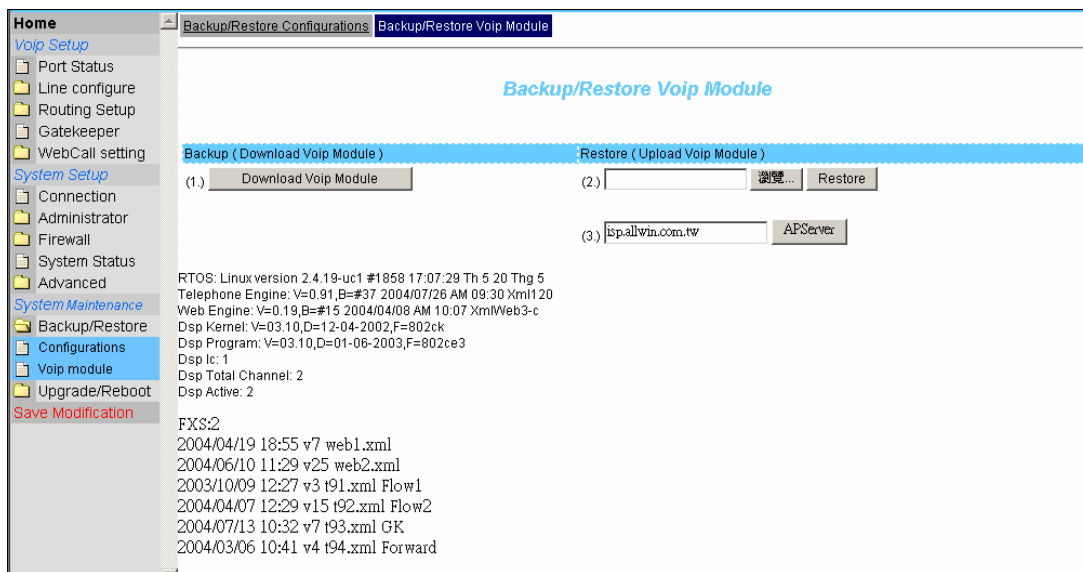 Home
Voip Setup
Port Status
Line configure
Routing Setup
Gatekeeper
WebCall setting
System Setup
Connection
Administrator
Firewall
System Status
Advanced
System Maintenance
Backup/Restore
Configurations
Voip module
Upgrade/Reboot
Save Modification
Backup/Restore Configurations Backup/Restore Voip Module
Backup/Restore Voip Module
Backup ( Download Voip Module ) Restore ( Upload Voip Module )
(1.) Download Voip Module (2.) 瀏覽... Restore
(3.) isp.allwin.com.tw APServer
RTOS: Linux version 2.4.19-uc1 #1858 17:07:29 Th 5 20 Thg 5
Telephone Engine: V=0.91,B=#37 2004/07/26 AM 09:30 Xml120
Web Engine: V=0.19,B=#15 2004/04/08 AM 10:07 XmlWeb3-c
Dsp Kernel: V=03.10,D=12-04-2002,F=802ck
Dsp Program: V=03.10,D=01-06-2003,F=802ce3
Dsp Ic: 1
Dsp Total Channel: 2
Dsp Active: 2
FXS:2
2004/04/19 18:55 v7 web1.xml
2004/06/10 11:29 v25 web2.xml
2003/10/09 12:27 v3 t91.xml Flow1
2004/04/07 12:29 v15 t92.xml Flow2
2004/07/13 10:32 v7 t93.xml GK
2004/03/06 10:41 v4 t94.xml Forward